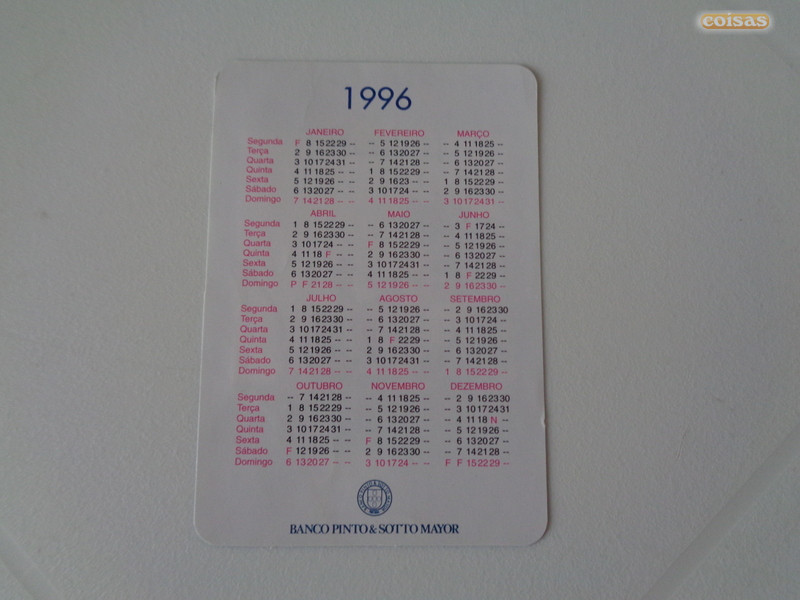 coisas
1996
JANEIRO FEVEREIRO MARÇO
Segunda F 8 15 22 29 -- -- 5 12 19 26 -- -- 4 11 18 25 --
Terça 2 9 16 23 30 -- -- 6 13 20 27 -- -- 5 12 19 26 --
Quarta 3 10 17 24 31 -- -- 7 14 21 28 -- -- 6 13 20 27 --
Quinta 4 11 18 25 -- -- 1 8 15 22 29 -- -- 7 14 21 28 --
Sexta 5 12 19 26 -- -- 2 9 16 23 -- -- 1 8 15 22 29 --
Sábado 6 13 20 27 -- -- 3 10 17 24 -- -- 2 9 16 23 30 --
Domingo 7 14 21 28 -- -- 4 11 18 25 -- -- 3 10 17 24 31 --
ABRIL MAIO JUNHO
Segunda 1 8 15 22 29 -- -- 6 13 20 27 -- -- 3 F 17 24 --
Terça 2 9 16 23 30 -- -- 7 14 21 28 -- -- 4 11 18 25 --
Quarta 3 10 17 24 -- -- F 8 15 22 29 -- -- 5 12 19 26 --
Quinta 4 11 18 F -- -- 2 9 16 23 30 -- -- 6 13 20 27 --
Sexta 5 12 19 26 -- -- 3 10 17 24 31 -- -- 7 14 21 28 --
Sábado 6 13 20 27 -- -- 4 11 18 25 -- -- 1 8 F 22 29 --
Domingo P F 21 28 -- -- 5 12 19 26 -- -- 2 9 16 23 30 --
JULHO AGOSTO SETEMBRO
Segunda 1 8 15 22 29 -- -- 5 12 19 26 -- -- 2 9 16 23 30
Terça 2 9 16 23 30 -- -- 6 13 20 27 -- -- 3 10 17 24 --
Quarta 3 10 17 24 31 -- -- 7 14 21 28 -- -- 4 11 18 25 --
Quinta 4 11 18 25 -- -- 1 8 F 22 29 -- -- 5 12 19 26 --
Sexta 5 12 19 26 -- -- 2 9 16 23 30 -- -- 6 13 20 27 --
Sábado 6 13 20 27 -- -- 3 10 17 24 31 -- -- 7 14 21 28 --
Domingo 7 14 21 28 -- -- 4 11 18 25 -- -- 1 8 15 22 29 --
OUTUBRO NOVEMBRO DEZEMBRO
Segunda -- 7 14 21 28 -- -- 4 11 18 25 -- -- 2 9 16 23 30
Terça 1 8 15 22 29 -- -- 5 12 19 26 -- -- 3 10 17 24 31
Quarta 2 9 16 23 30 -- -- 6 13 20 27 -- -- 4 11 18 N --
Quinta 3 10 17 24 31 -- -- 7 14 21 28 -- -- 5 12 19 26 --
Sexta 4 11 18 25 -- -- F 8 15 22 29 -- -- 6 13 20 27 --
Sábado F 12 19 26 -- -- 2 9 16 23 30 -- -- 7 14 21 28 --
Domingo 6 13 20 27 -- -- 3 10 17 24 -- -- F F 15 22 29 --
BANCO PINTO & SOTTO MAYOR